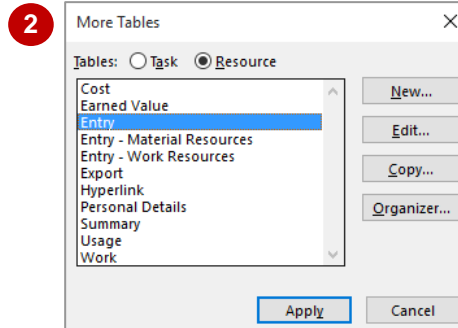 2
More Tables
Tables: Task Resource
Cost
Earned Value
Entry
Entry - Material Resources
Entry - Work Resources
Export
Hyperlink
Personal Details
Summary
Usage
Work
New...
Edit...
Copy...
Organizer...
Apply Cancel